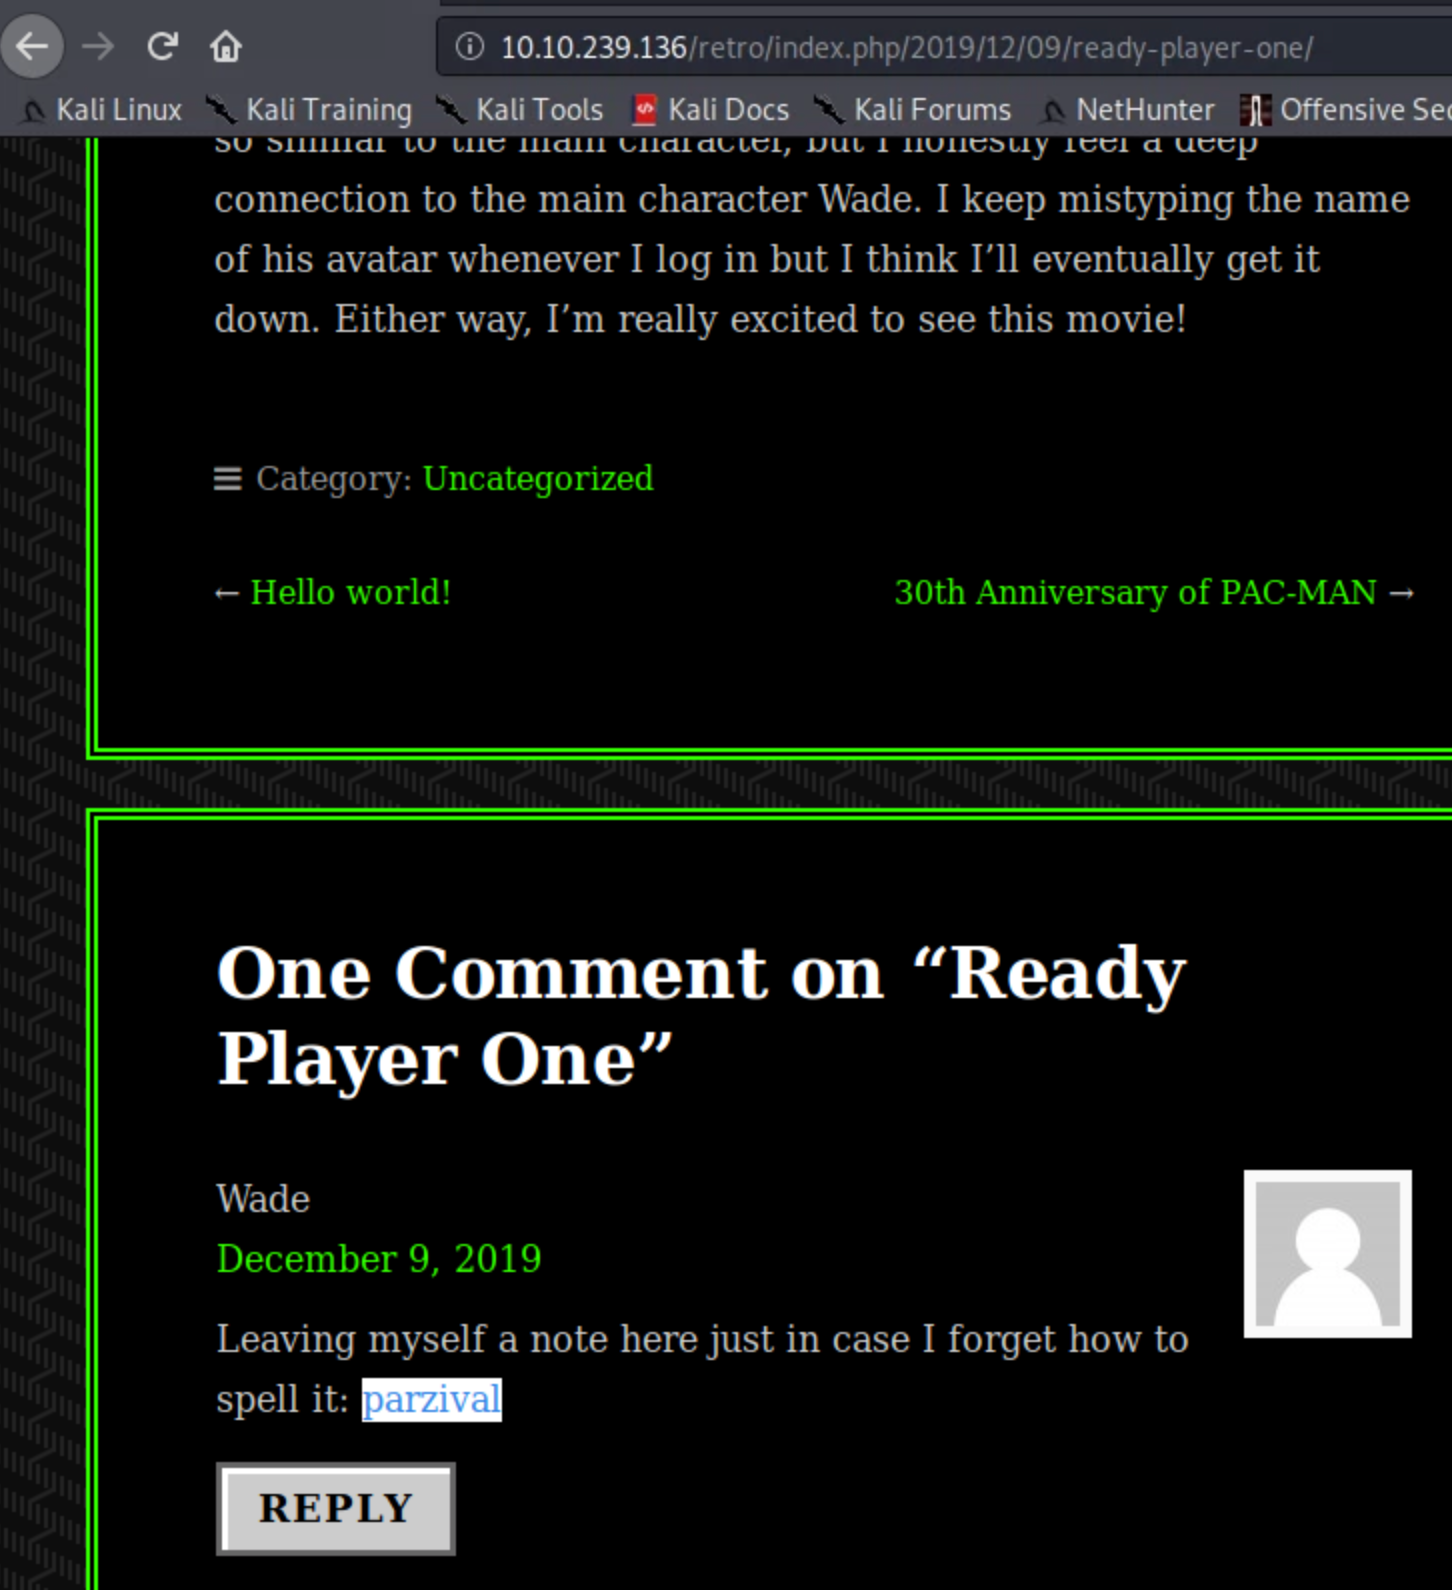 10.10.239.136/retro/index.php/2019/12/09/ready-player-one/
Kali Linux Kali Training Kali Tools Kali Docs Kali Forums NetHunter Offensive Sec
so similar to the main character, but I honestly feel a deep
connection to the main character Wade. I keep mistyping the name
of his avatar whenever I log in but I think I’ll eventually get it
down. Either way, I’m really excited to see this movie!
Category: Uncategorized
← Hello world! 30th Anniversary of PAC-MAN →
One Comment on “Ready
Player One”
Wade
December 9, 2019
Leaving myself a note here just in case I forget how to
spell it: parzival
REPLY